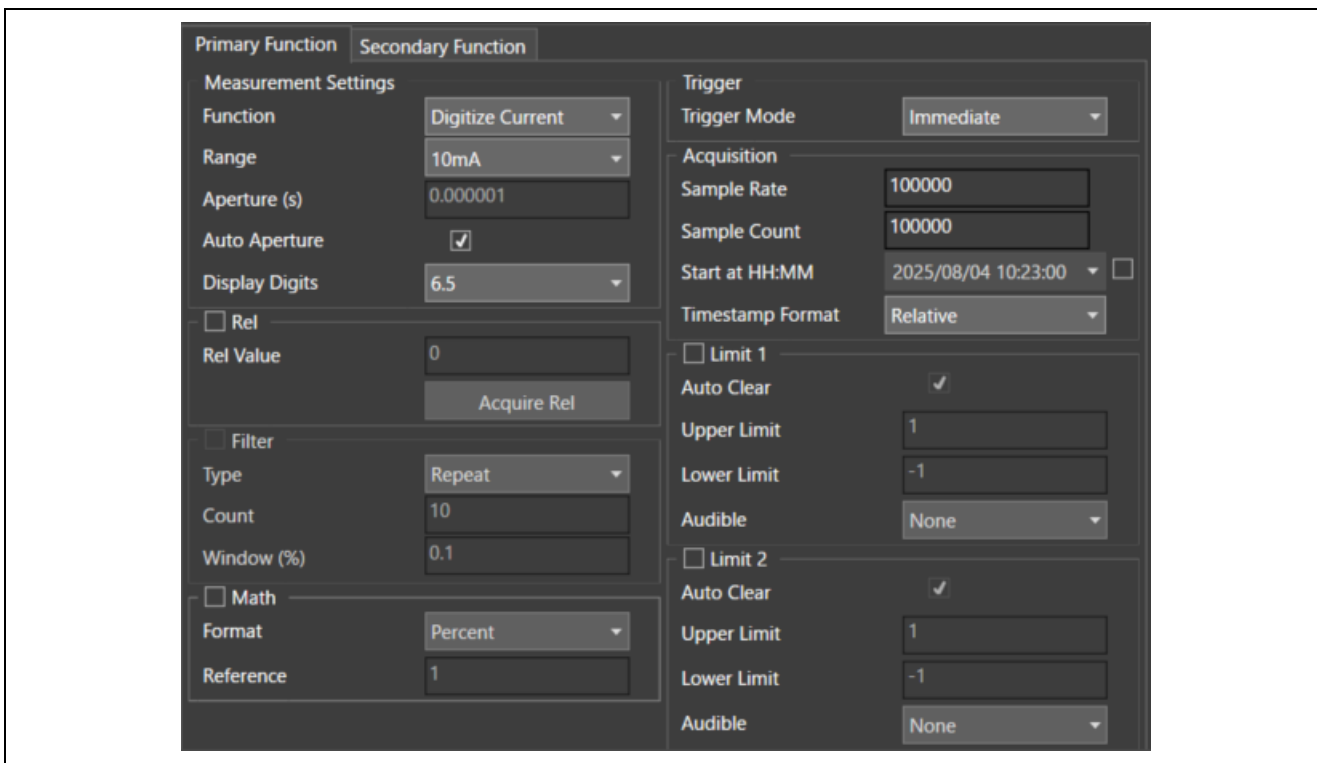 Primary Function Secondary Function
Measurement Settings
Function Digitize Current
Range 10mA
Aperture (s) 0.000001
Auto Aperture
Display Digits 6.5
Rel
Rel Value 0
Acquire Rel
Filter
Type Repeat
Count 10
Window (%) 0.1
Math
Format Percent
Reference 1
Trigger
Trigger Mode Immediate
Acquisition
Sample Rate 100000
Sample Count 100000
Start at HH:MM 2025/08/04 10:23:00
Timestamp Format Relative
Limit 1
Auto Clear
Upper Limit 1
Lower Limit -1
Audible None
Limit 2
Auto Clear
Upper Limit 1
Lower Limit -1
Audible None